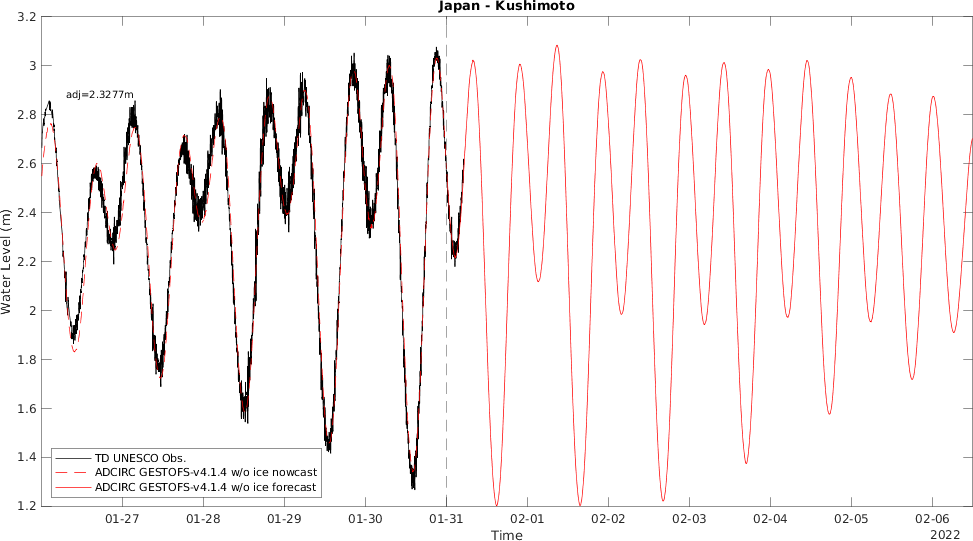 Japan - Kushimoto
3.2
3
2.8
2.6
2.4
2.2
2
1.8
1.6
1.4
1.2
Water Level (m)
adj=2.3277m
TD UNESCO Obs.
ADCIRC GESTOFS-v4.1.4 w/o ice nowcast
ADCIRC GESTOFS-v4.1.4 w/o ice forecast
01-27 01-28 01-29 01-30 01-31 02-01 02-02 02-03 02-04 02-05 02-06
Time
2022